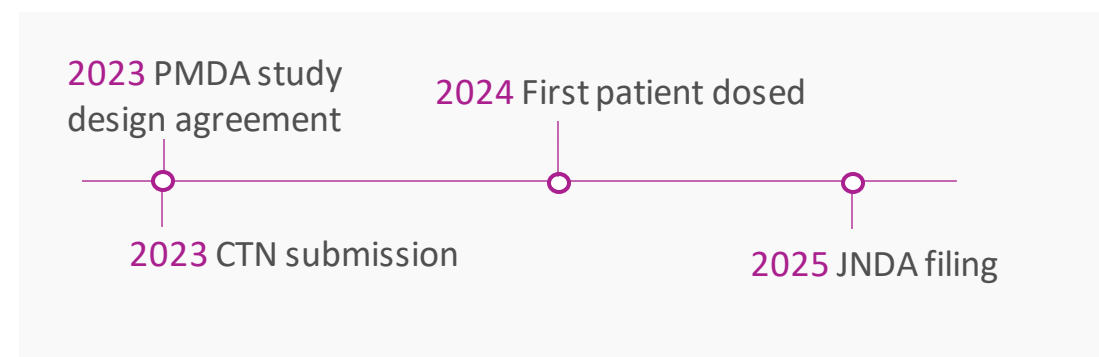 2023 PMDA study
design agreement
2024 First patient dosed
2023 CTN submission
2025 JNDA filing